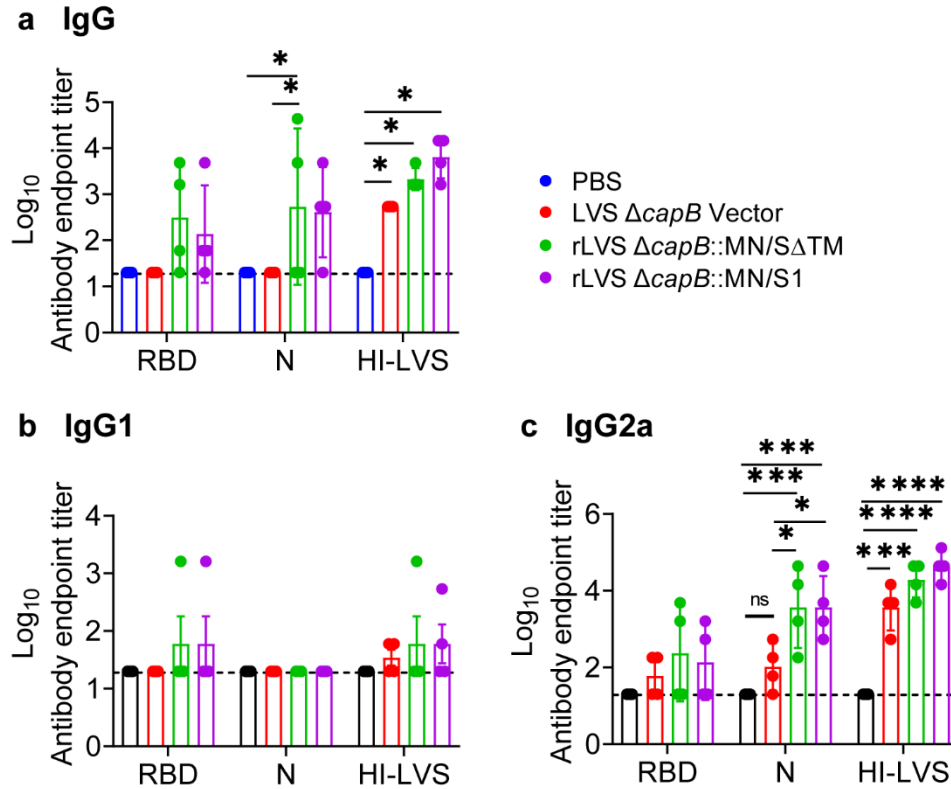 a IgG
Log10
Antibody endpoint titer
5
4
3
2
1
0
* * * * *
RBD N HI-LVS
PBS
LVS ΔcapB Vector
rLVS ΔcapB::MN/SΔTM
rLVS ΔcapB::MN/S1
b IgG1
Log10
Antibody endpoint titer
4
3
2
1
0
RBD N HI-LVS
c IgG2a
Log10
Antibody endpoint titer
6
4
2
0
ns * * *** *** *** **** ****
RBD N HI-LVS